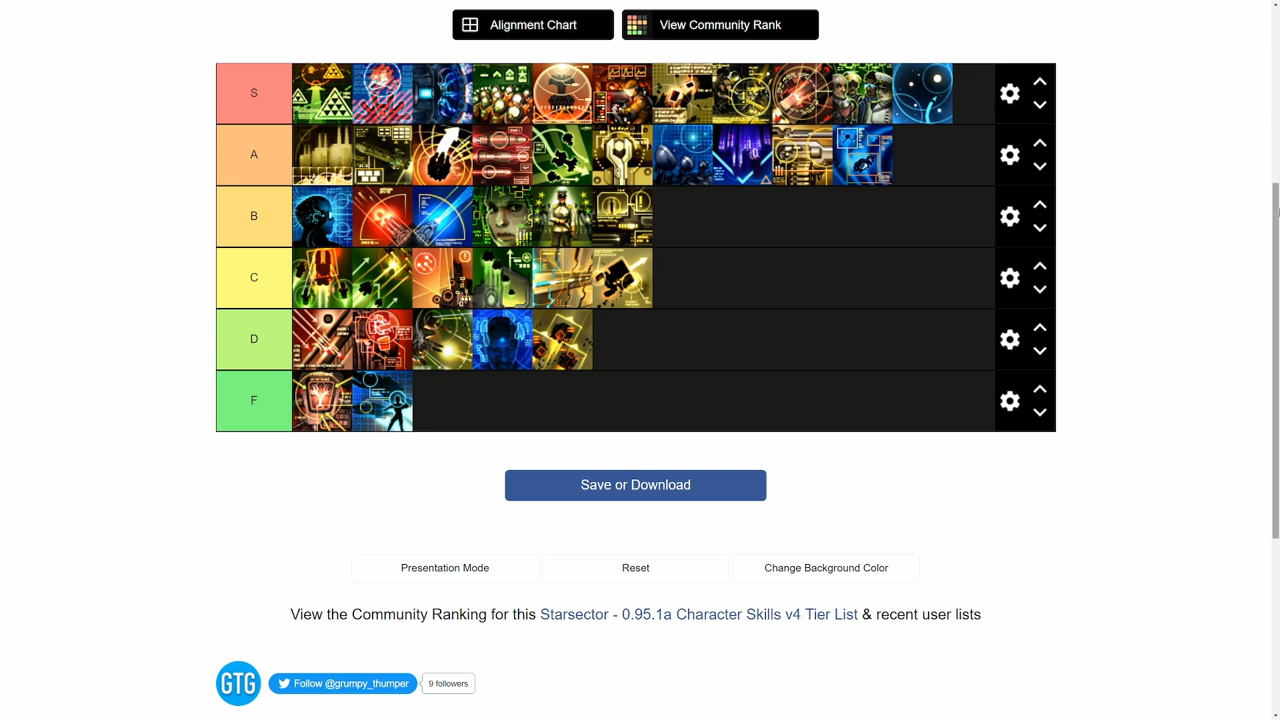 Alignment Chart
View Community Rank
S
A
B
C
D
F
Save or Download
Presentation Mode
Reset
Change Background Color
View the Community Ranking for this Starsector - 0.95.1a Character Skills v4 Tier List & recent user lists
GTG
Follow @grumpy_thumper
9 followers